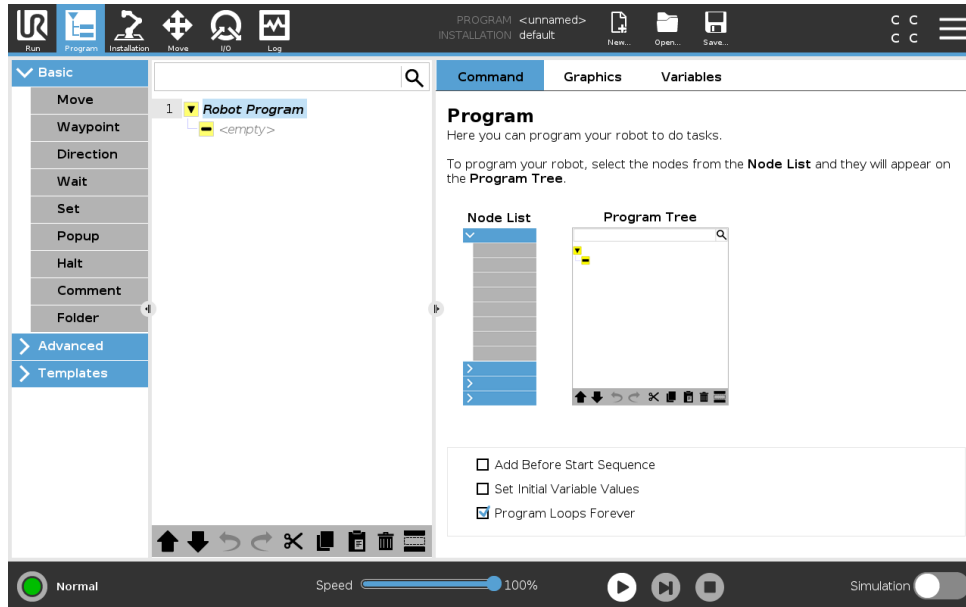 UR
Run
Program
Installation
Move
I/O
Log
PROGRAM <unnamed>
INSTALLATION default
New...
Open...
Save...
C C
C C
Basic
Move
Waypoint
Direction
Wait
Set
Popup
Halt
Comment
Folder
Advanced
Templates
1 Robot Program
<empty>
Command Graphics Variables
Program
Here you can program your robot to do tasks.
To program your robot, select the nodes from the Node List and they will appear on
the Program Tree.
Node List Program Tree
Add Before Start Sequence
Set Initial Variable Values
Program Loops Forever
Normal
Speed 100%
Simulation